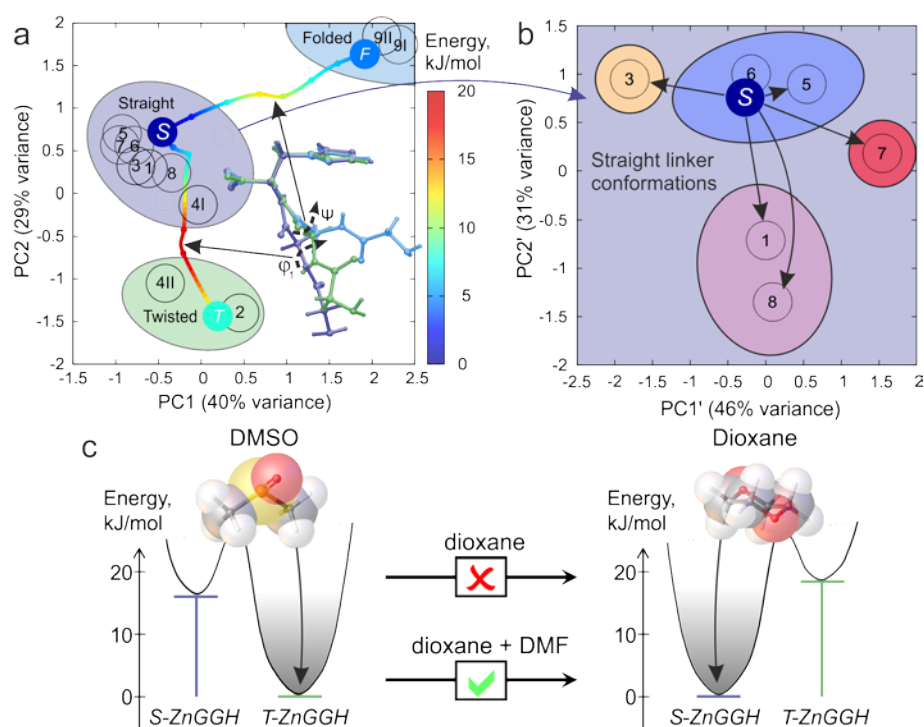 a
2
1.5
1
0.5
0
-0.5
-1
-1.5
-2
PC2 (29% variance)
-1.5
-1
-0.5
0
0.5
1
1.5
2
2.5
PC1 (40% variance)
Folded
9II
9I
F
Straight
S
5
7
6
3
1
8
4I
4II
Twisted
T
2
Ψ
φ1
Energy,
kJ/mol
20
15
10
5
0
b
1.5
1
0.5
0
-0.5
-1
-1.5
-2
PC2' (31% variance)
-2.5
-2
-1.5
-1
-0.5
0
0.5
1
1.5
2
PC1' (46% variance)
3
6
S
5
7
Straight linker
conformations
1
8
c
DMSO
Energy,
kJ/mol
20
10
0
S-ZnGGH
T-ZnGGH
dioxane
dioxane + DMF
Dioxane
Energy,
kJ/mol
20
10
0
S-ZnGGH
T-ZnGGH